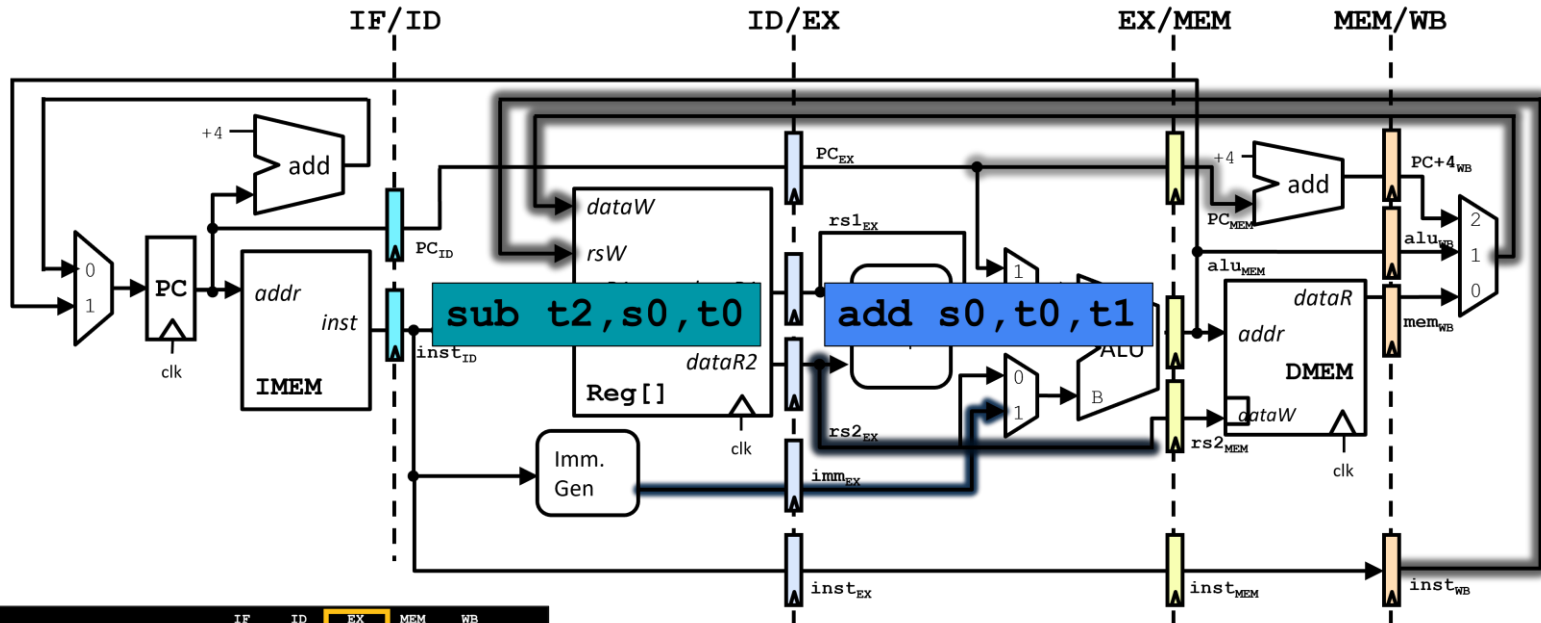 IF/ID ID/EX EX/MEM MEM/WB
+4
add
PC_EX
+4
add
PC+4_WB
dataW
rs1_EX
PC_MEM
2
PC_ID
rsW
alu_WB
0
1
alu_MEM
1
PC
addr
dataR
0
1
inst
sub t2,s0,t0
add s0,t0,t1
mem_WB
inst_ID
addr
clk
dataR2
ALU
IMEM
0
DMEM
Reg[]
1
B
dataW
clk
rs2_EX
rs2_MEM
clk
Imm.
Gen
imm_EX
inst_EX
inst_MEM
inst_WB
IF ID EX MEM WB